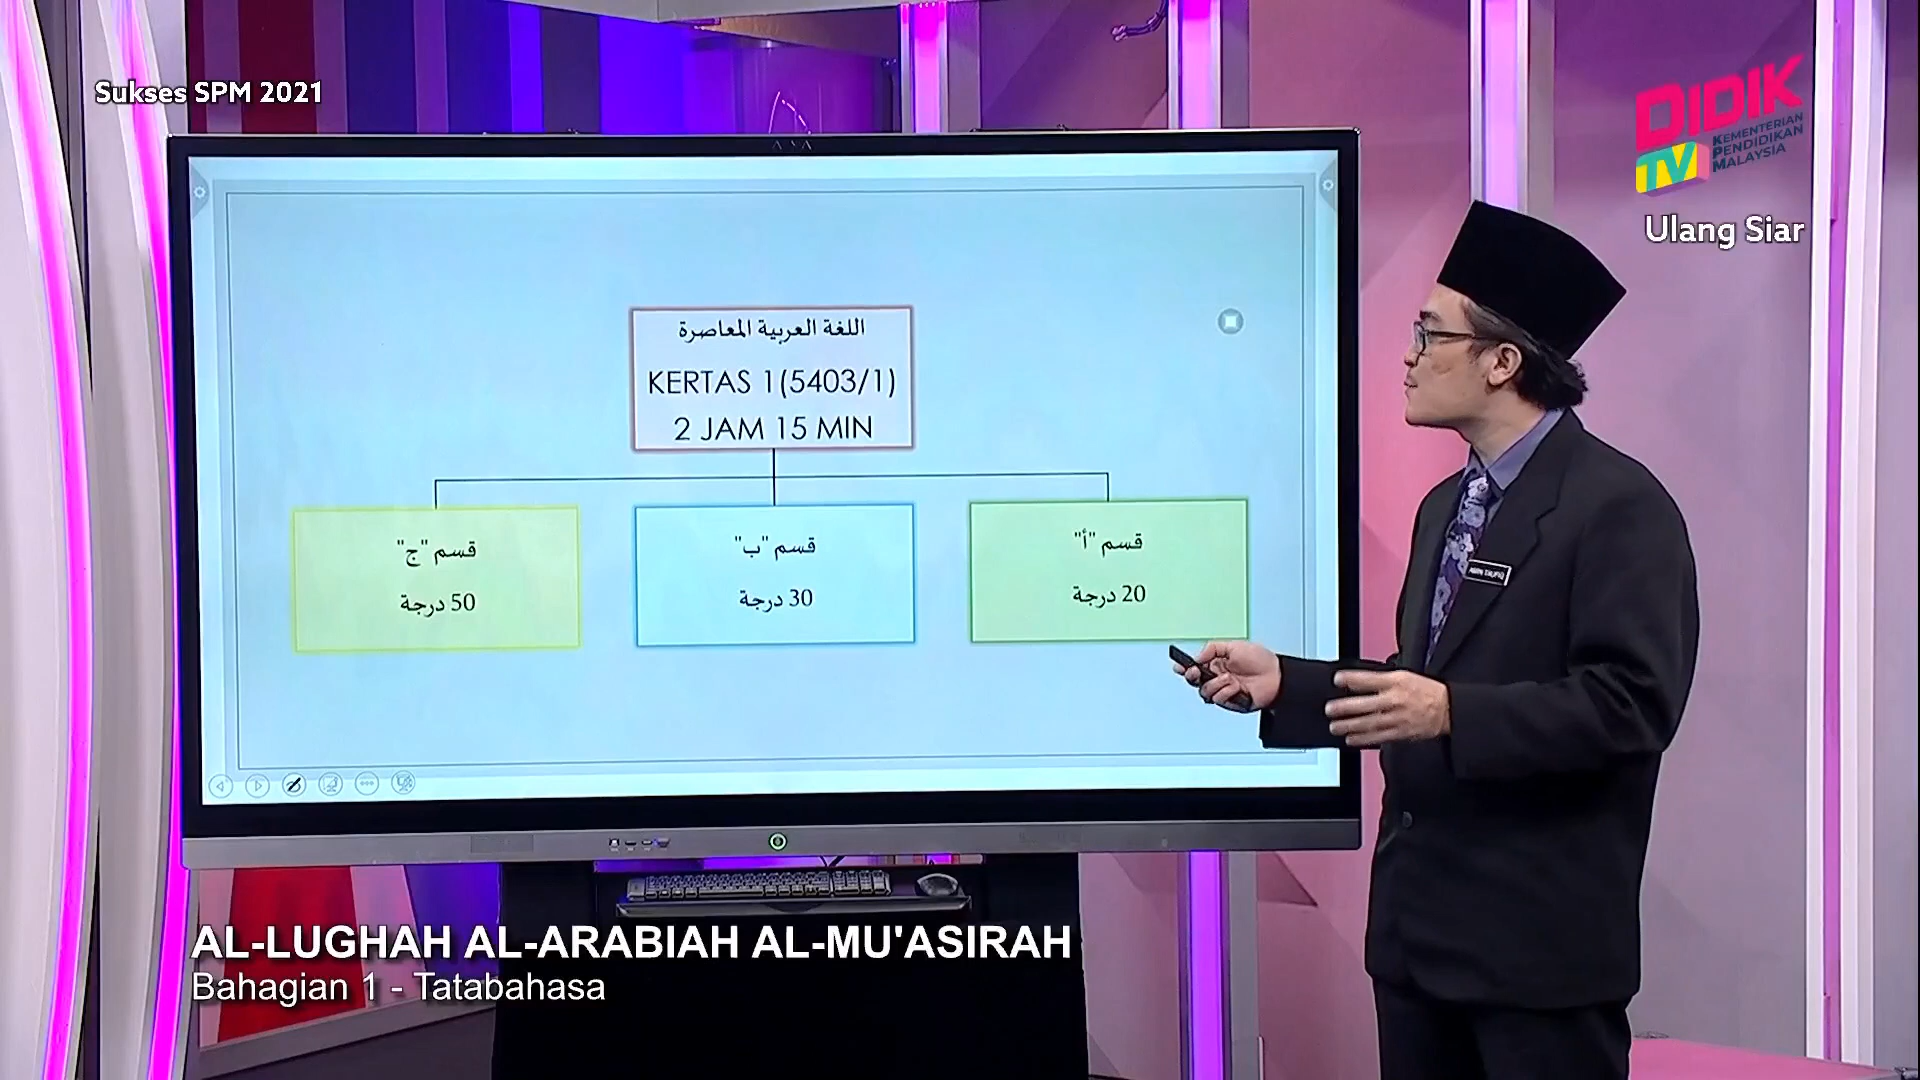 Sukses SPM 2021
DIDIK
TV
KEMENTERIAN
PENDIDIKAN
MALAYSIA
Ulang Siar
اللغة العربية المعاصرة
KERTAS 1(5403/1)
2 JAM 15 MIN
قسم "أ"
20 درجة
قسم "ب"
30 درجة
قسم "ج"
50 درجة
AL-LUGHAH AL-ARABIAH AL-MU'ASIRAH
Bahagian 1 - Tatabahasa